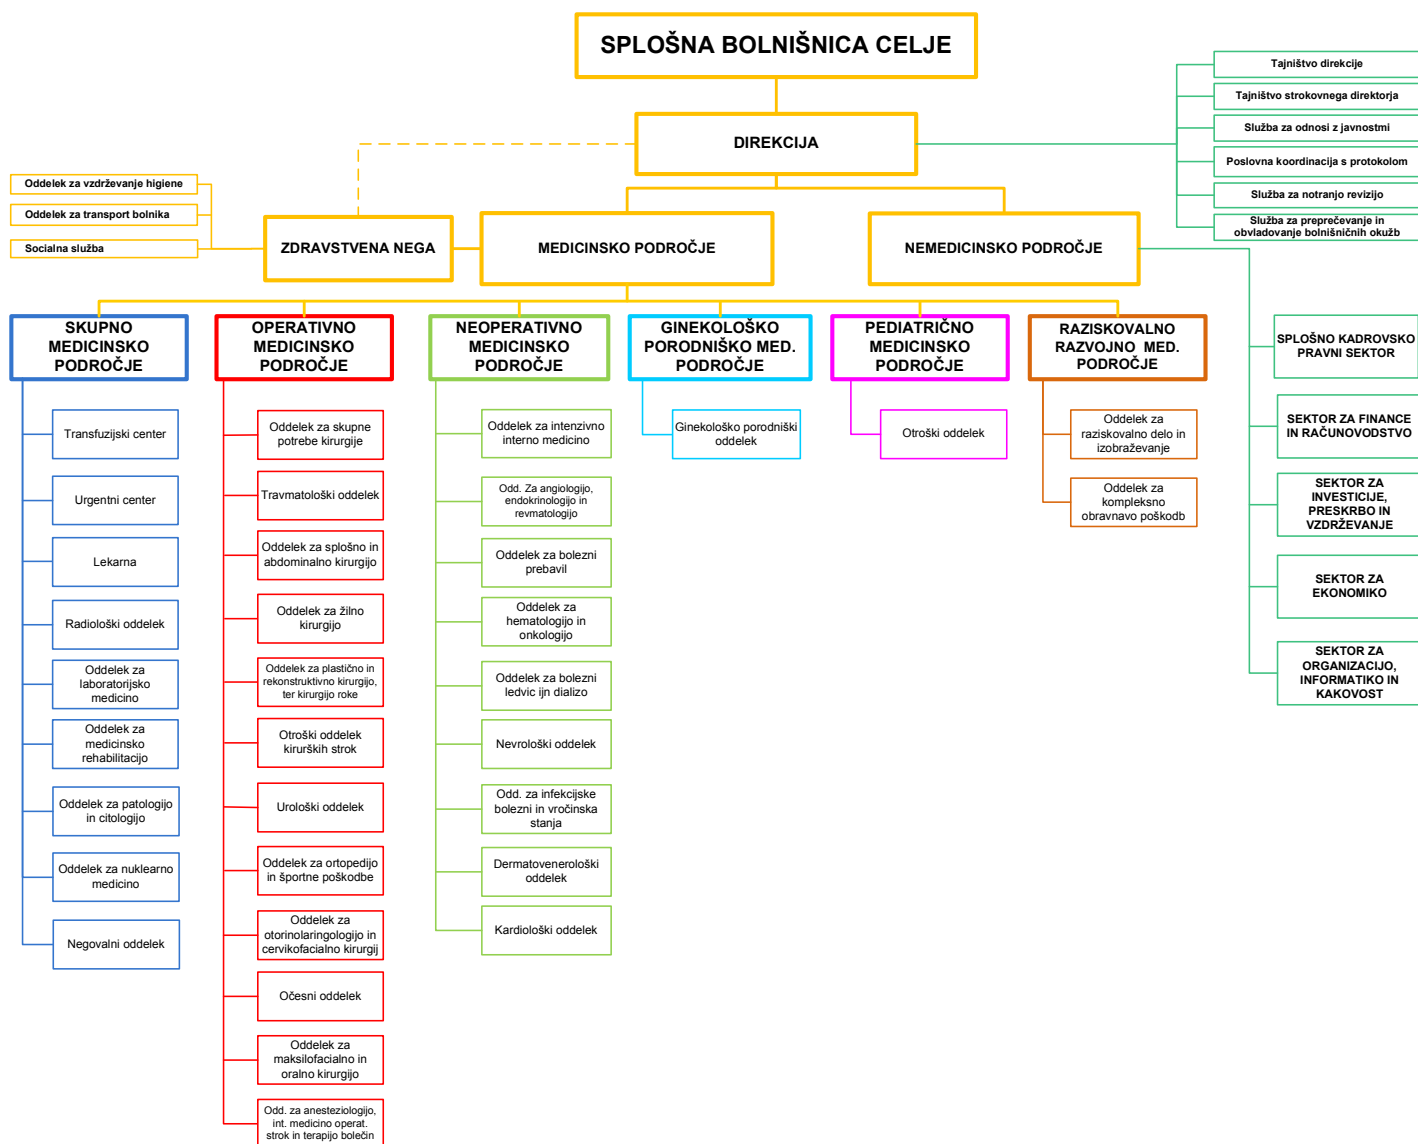 SPLOŠNA BOLNIŠNICA CELJE
DIREKCIJA
Tajništvo direkcije
Tajništvo strokovnega direktorja
Služba za odnosi z javnostmi
Poslovna koordinacija s protokolom
Služba za notranjo revizijo
Služba za preprečevanje in
obvladovanje bolnišničnih okužb
Oddelek za vzdrževanje higiene
Oddelek za transport bolnika
Socialna služba
ZDRAVSTVENA NEGA
MEDICINSKO PODROČJE
NEMEDICINSKO PODROČJE
SKUPNO
MEDICINSKO
PODROČJE
Transfuzijski center
Urgentni center
Lekarna
Radiološki oddelek
Oddelek za
laboratorijsko
medicino
Oddelek za
medicinsko
rehabilitacijo
Oddelek za patologijo
in citologijo
Oddelek za nuklearno
medicino
Negovalni oddelek
OPERATIVNO
MEDICINSKO
PODROČJE
Oddelek za skupne
potrebe kirurgije
Travmatološki oddelek
Oddelek za splošno in
abdominalno kirurgijo
Oddelek za žilno
kirurgijo
Oddelek za plastično in
rekonstruktivno kirurgijo,
ter kirurgijo roke
Otroški oddelek
kirurških strok
Urološki oddelek
Oddelek za ortopedijo
in športne poškodbe
Oddelek za
otorinolaringologijo in
cervikofacialno kirurgij
Očesni oddelek
Oddelek za
maksilofacialno in
oralno kirurgijo
Odd. za anesteziologijo,
int. medicino operat.
strok in terapijo bolečin
NEOPERATIVNO
MEDICINSKO
PODROČJE
Oddelek za intenzivno
interno medicino
Odd. Za angiologijo,
endokrinologijo in
revmatologijo
Oddelek za bolezni
prebavil
Oddelek za
hematologijo in
onkologijo
Oddelek za bolezni
ledvic ijn dializo
Nevrološki oddelek
Odd. za infekcijske
bolezni in vročinska
stanja
Dermatovenerološki
oddelek
Kardiološki oddelek
GINEKOLOŠKO
PORODNIŠKO MED.
PODROČJE
Ginekološko porodniški
oddelek
PEDIATRIČNO
MEDICINSKO
PODROČJE
Otroški oddelek
RAZISKOVALNO
RAZVOJNO MED.
PODROČJE
Oddelek za
raziskovalno delo in
izobraževanje
Oddelek za
kompleksno
obravnavo poškodb
SPLOŠNO KADROVSKO
PRAVNI SEKTOR
SEKTOR ZA FINANCE
IN RAČUNOVODSTVO
SEKTOR ZA
INVESTICIJE,
PRESKRBO IN
VZDRŽEVANJE
SEKTOR ZA
EKONOMIKO
SEKTOR ZA
ORGANIZACIJO,
INFORMATIKO IN
KAKOVOST